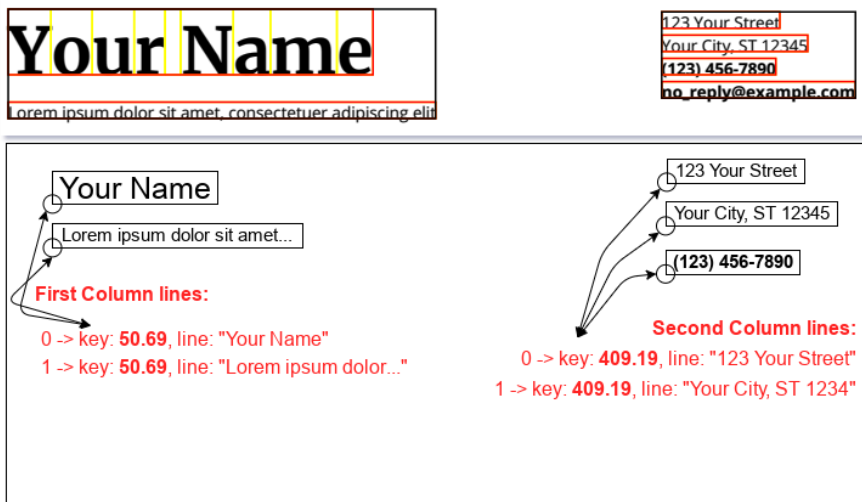 Your Name
Lorem ipsum dolor sit amet, consectetuer adipiscing elit
123 Your Street
Your City, ST 12345
(123) 456-7890
no_reply@example.com
Your Name
Lorem ipsum dolor sit amet...
First Column lines:
0 -> key: 50.69, line: "Your Name"
1 -> key: 50.69, line: "Lorem ipsum dolor..."
123 Your Street
Your City, ST 12345
(123) 456-7890
Second Column lines:
0 -> key: 409.19, line: "123 Your Street"
1 -> key: 409.19, line: "Your City, ST 1234"